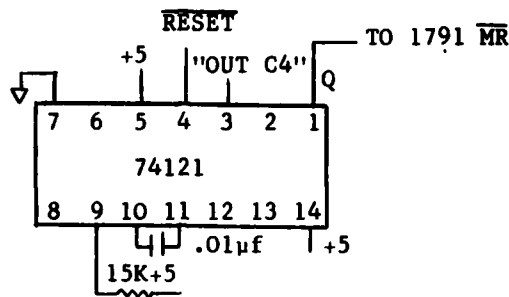 RESET
TO 1791 MR
+5
"OUT C4"
Q
7 6 5 4 3 2 1
74121
8 9 10 11 12 13 14
.01µf
+5
15K+5